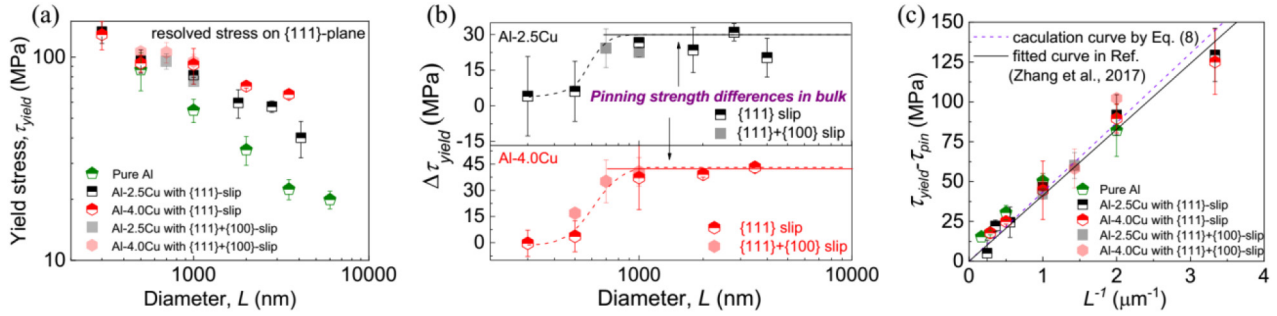 (a)
resolved stress on {111}-plane
100
10
Yield stress, τyield (MPa)
Pure Al
Al-2.5Cu with {111}-slip
Al-4.0Cu with {111}-slip
Al-2.5Cu with {111}+{100}-slip
Al-4.0Cu with {111}+{100}-slip
1000
10000
Diameter, L (nm)
(b)
Al-2.5Cu
30
15
0
-15
Pinning strength differences in bulk
{111} slip
{111}+{100} slip
Al-4.0Cu
45
30
15
0
Δτyield (MPa)
{111} slip
{111}+{100} slip
1000
10000
Diameter, L (nm)
(c)
150
125
100
75
50
25
0
τyield-τpin (MPa)
caculation curve by Eq. (8)
fitted curve in Ref.
(Zhang et al., 2017)
Pure Al
Al-2.5Cu with {111}-slip
Al-4.0Cu with {111}-slip
Al-2.5Cu with {111}+{100}-slip
Al-4.0Cu with {111}+{100}-slip
0 1 2 3 4
L⁻¹ (μm⁻¹)